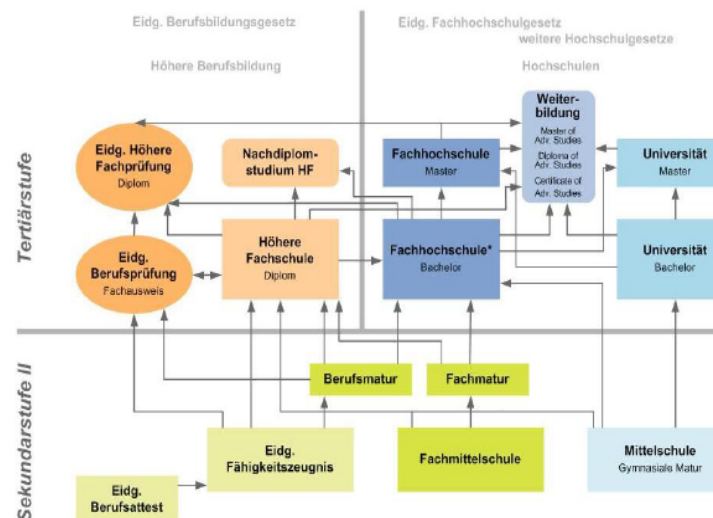 Eidg. Berufsbildungsgesetz
Eidg. Fachhochschulgesetz
weitere Hochschulgesetze
Höhere Berufsbildung
Hochschulen
Tertiärstufe
Eidg. Höhere
Fachprüfung
Diplom
Nachdiplom-
studium HF
Fachhochschule
Master
Weiter-
bildung
Master of
Adv. Studies
Diploma of
Adv. Studies
Certificate of
Adv. Studies
Universität
Master
Eidg.
Berufsprüfung
Fachausweis
Höhere
Fachschule
Diplom
Fachhochschule*
Bachelor
Universität
Bachelor
Sekundarstufe II
Berufsmatur
Fachmatur
Eidg.
Fähigkeitszeugnis
Fachmittelschule
Mittelschule
Gymnasiale Matur
Eidg.
Berufsattest